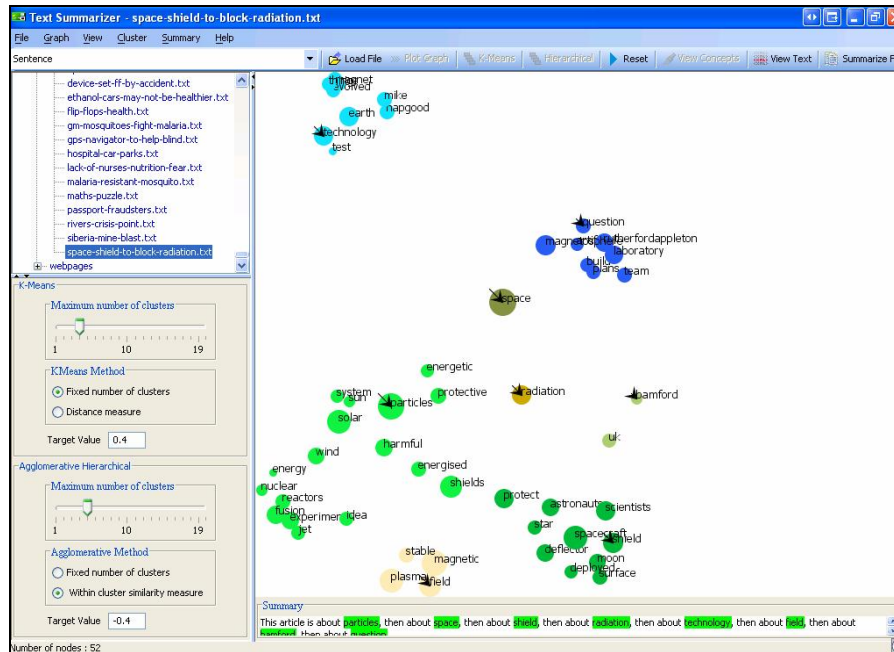 Text Summarizer - space-shield-to-block-radiation.txt
File Graph View Cluster Summary Help
Sentence Load File Plot Graph K-Means Hierarchical Reset View Concepts View Text Summarize F
device-set-ff-by-accident.txt
ethanol-cars-may-not-be-healthier.txt
flip-flops-health.txt
gm-mosquitoes-fight-malaria.txt
gps-navigator-to-help-blind.txt
hospital-car-parks.txt
lack-of-nurses-nutrition-fear.txt
malaria-resistant-mosquito.txt
maths-puzzle.txt
passport-fraudsters.txt
rivers-crisis-point.txt
siberia-mine-blast.txt
space-shield-to-block-radiation.txt
webpages
K-Means
Maximum number of clusters
1 10 19
KMeans Method
Fixed number of clusters
Distance measure
Target Value 0.4
Agglomerative Hierarchical
Maximum number of clusters
1 10 19
Agglomerative Method
Fixed number of clusters
Within cluster similarity measure
Target Value -0.4
magnet
evolved
mike
napgood
earth
technology
test
question
rutherfordappleton
laboratory
build
plans
team
space
energetic
system
sun
protective
particles
radiation
bamford
solar
uk
harmful
wind
energised
energy
shields
nuclear
reactors
fusion
experiment
idea
jet
protect
astronauts
scientists
star
spacecraft
shield
deflector
moon
deployed
surface
stable
magnetic
plasma
field
Summary
This article is about particles, then about space, then about shield, then about radiation, then about technology, then about field, then about
bamford, then about question
Number of nodes : 52